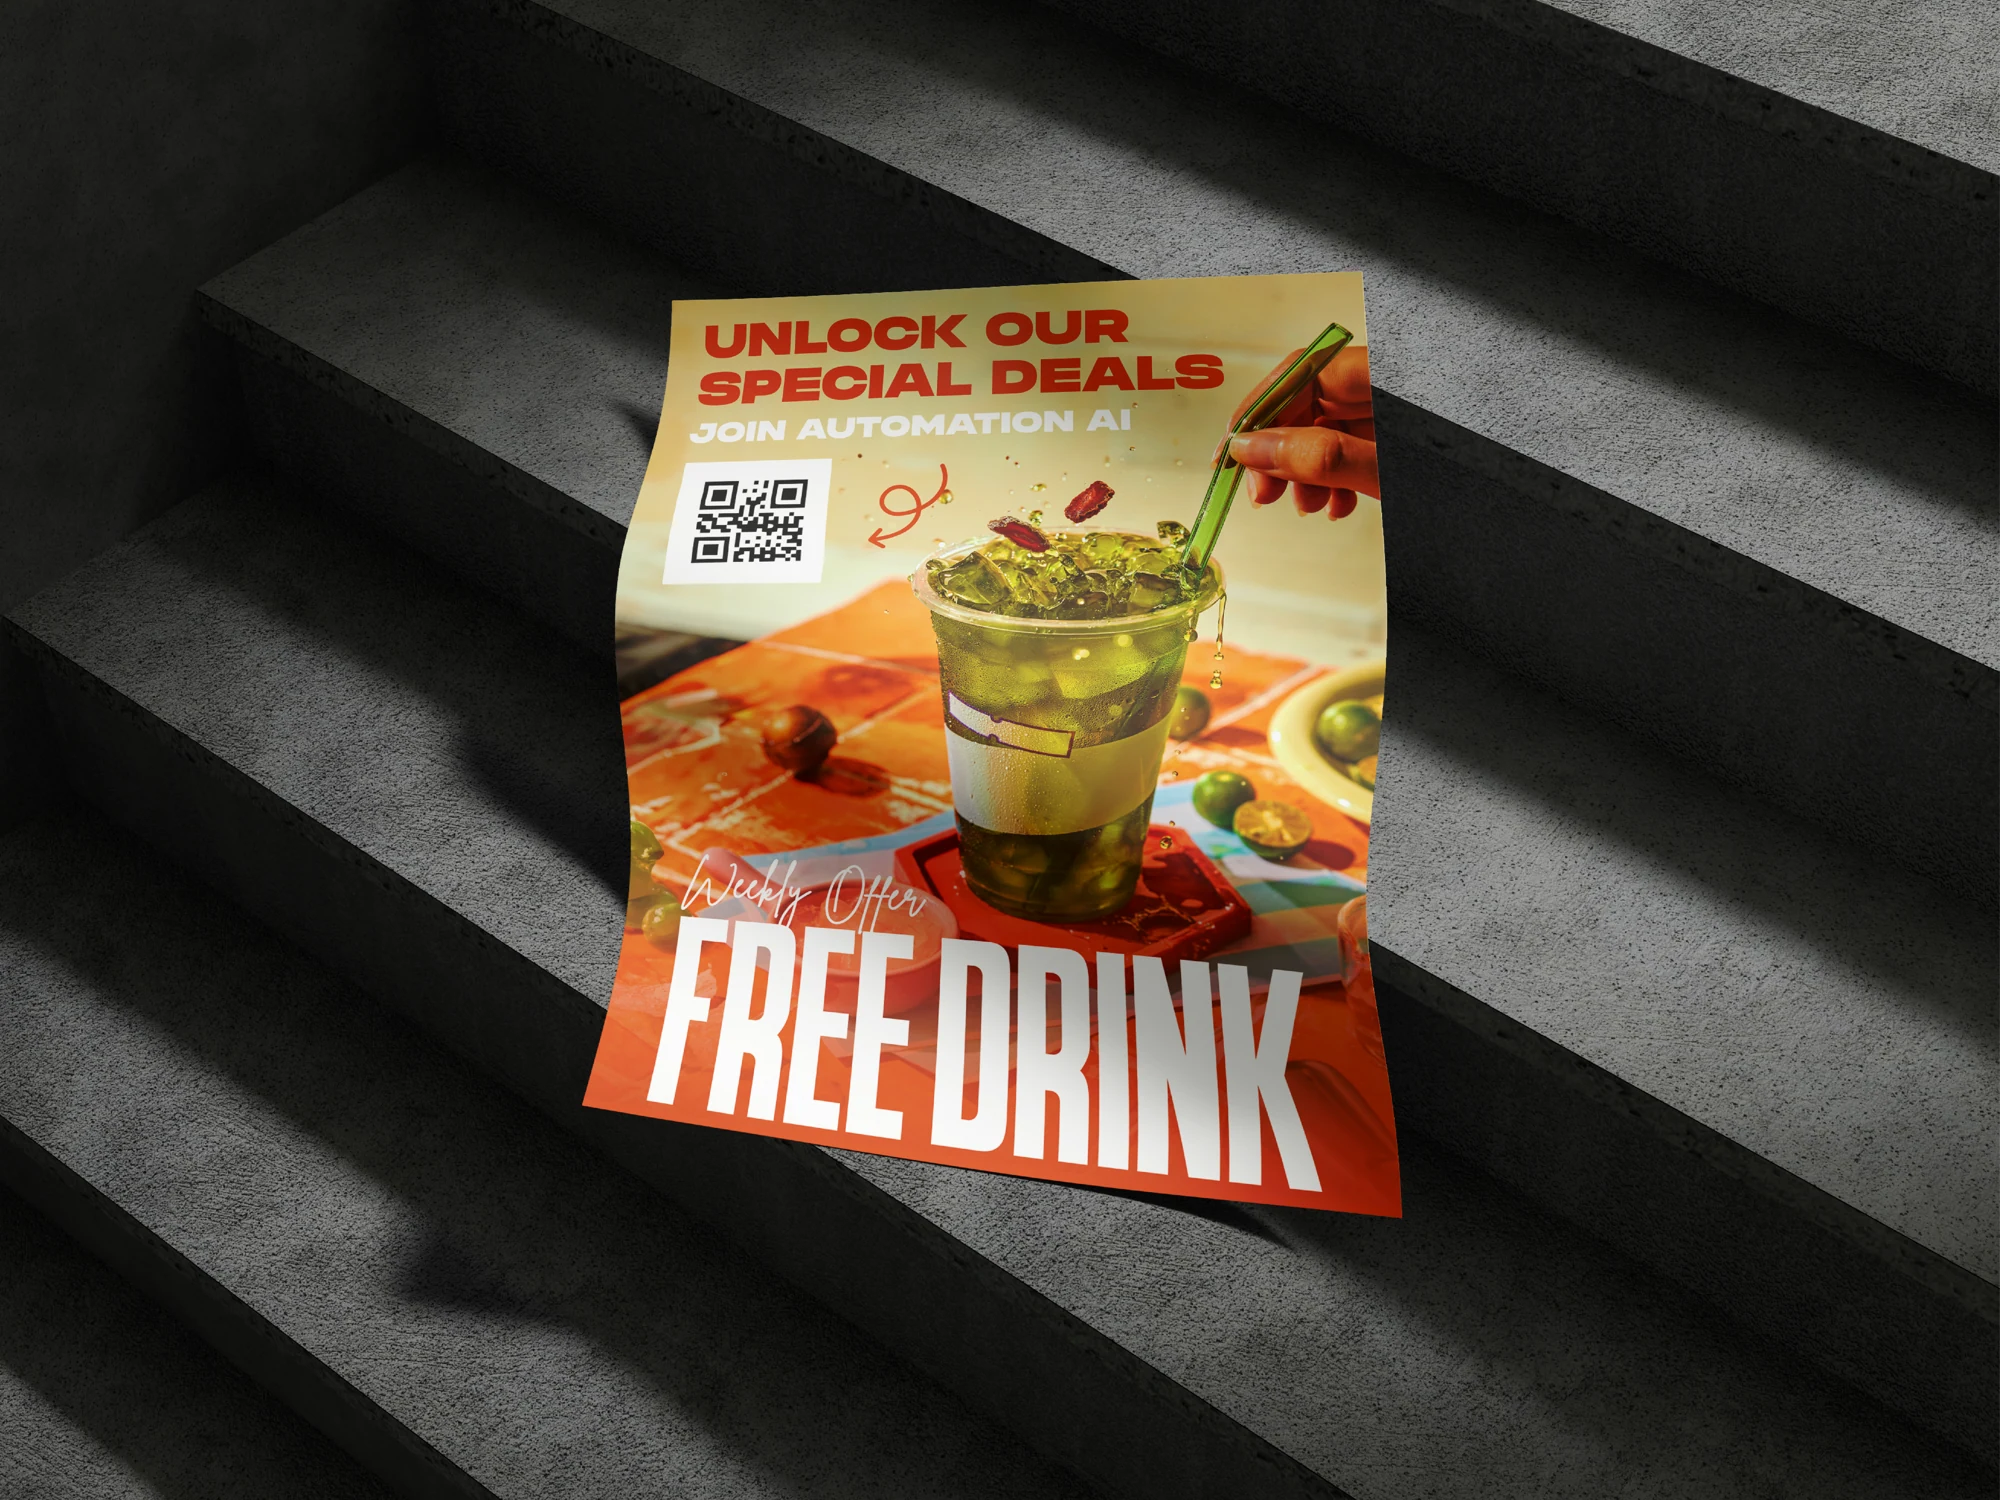 UNLOCK OUR
SPECIAL DEALS
JOIN AUTOMATION AI
Weekly Offer
FREE DRINK